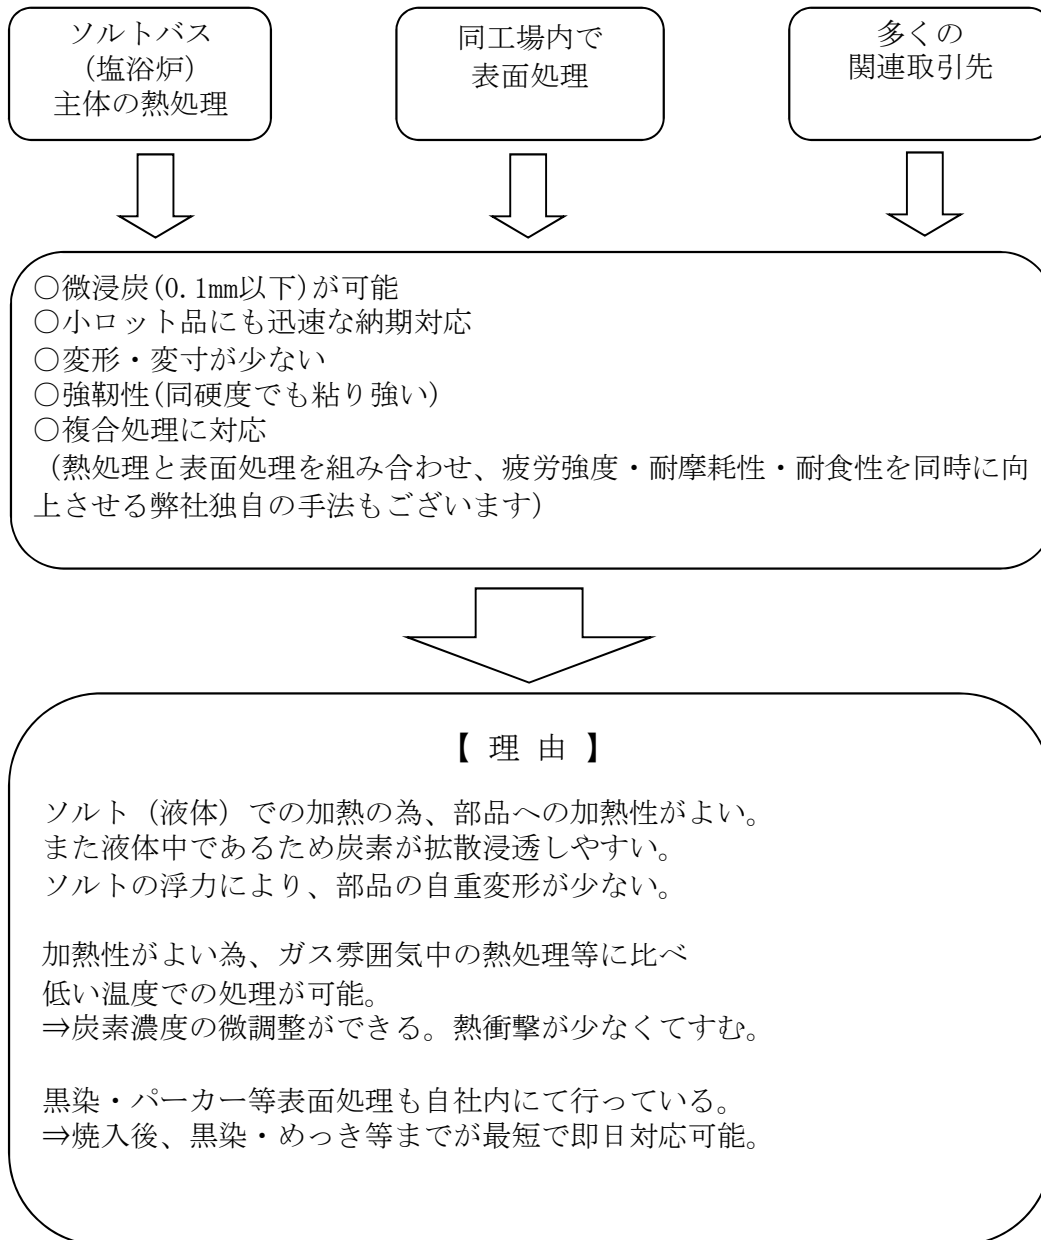 ソルトバス
(塩浴炉)
主体の熱処理
同工場内で
表面処理
多くの
関連取引先
○微浸炭(0.1mm以下)が可能
○小ロット品にも迅速な納期対応
○変形・変寸が少ない
○強靭性(同硬度でも粘り強い)
○複合処理に対応
（熱処理と表面処理を組み合わせ、疲労強度・耐摩耗性・耐食性を同時に向
上させる弊社独自の手法もございます）
【 理 由 】
ソルト（液体）での加熱の為、部品への加熱性がよい。
また液体中であるため炭素が拡散浸透しやすい。
ソルトの浮力により、部品の自重変形が少ない。
加熱性がよい為、ガス雰囲気中の熱処理等に比べ
低い温度での処理が可能。
⇒炭素濃度の微調整ができる。熱衝撃が少なくてすむ。
黒染・パーカー等表面処理も自社内にて行っている。
⇒焼入後、黒染・めっき等までが最短で即日対応可能。